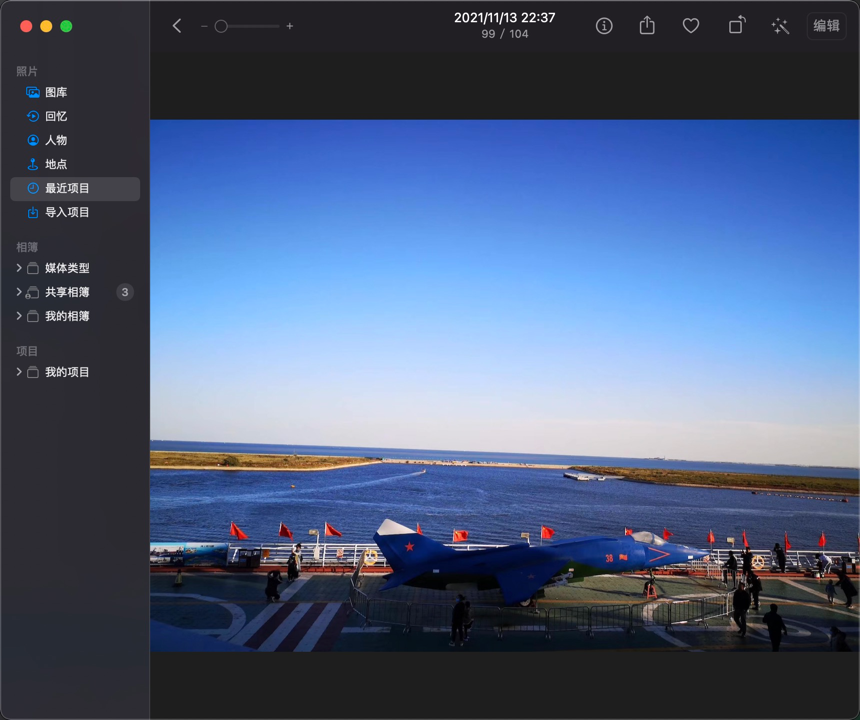 2021/11/13 22:37
99 / 104
编辑
照片
图库
回忆
人物
地点
最近项目
导入项目
相簿
媒体类型
共享相簿
3
我的相簿
项目
我的项目
38